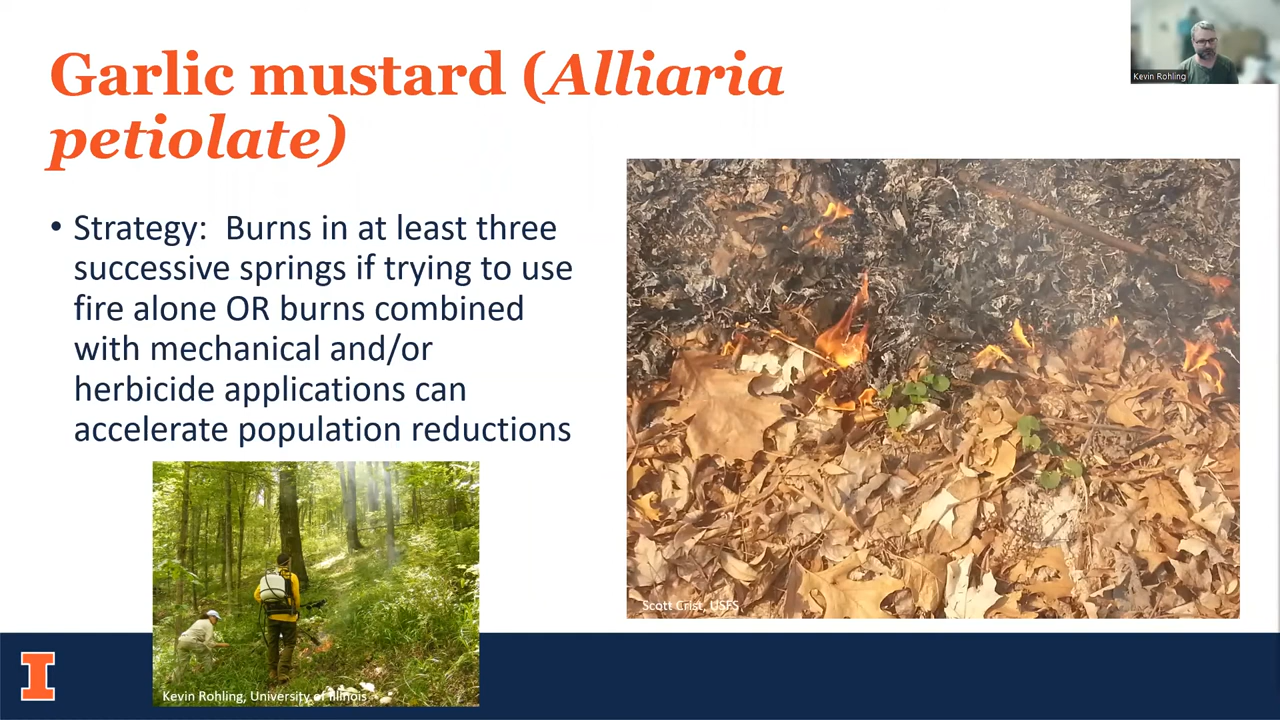 Garlic mustard (Alliaria
petiolate)
• Strategy:  Burns in at least three
successive springs if trying to use
fire alone OR burns combined
with mechanical and/or
herbicide applications can
accelerate population reductions
Kevin Rohling
Scott Crist, USFS
Kevin Rohling, University of Illinois
I